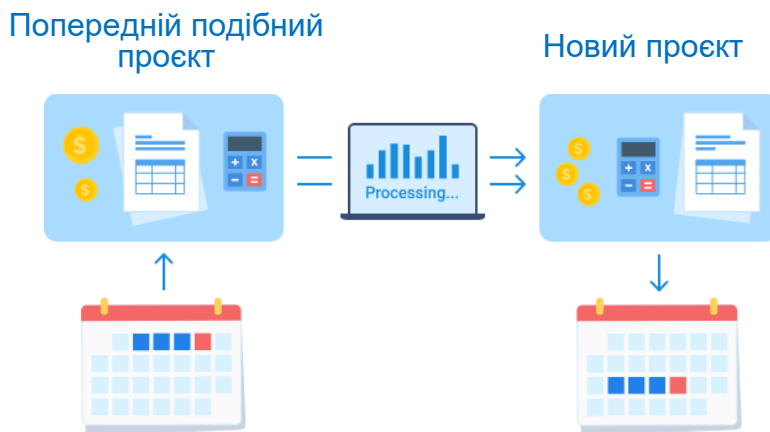 Попередній подібний
проєкт
Новий проєкт
$
$
+ x
− =
Processing...
$
$
$
+ x
− =